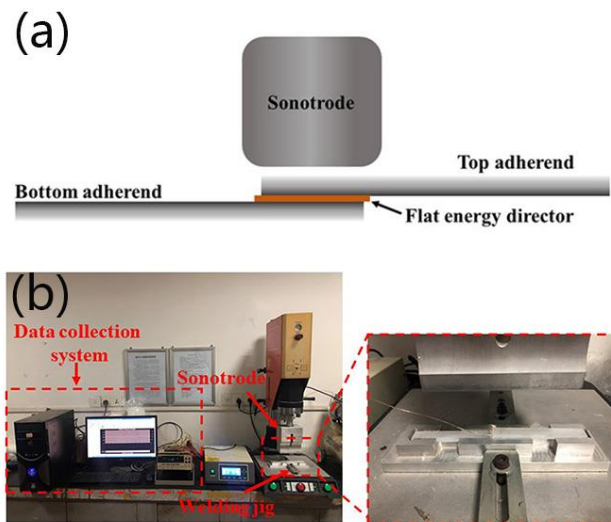 (a)
Sonotrode
Top adherend
Bottom adherend
Flat energy director
(b)
Data collection
system
Sonotrode
Welding jig